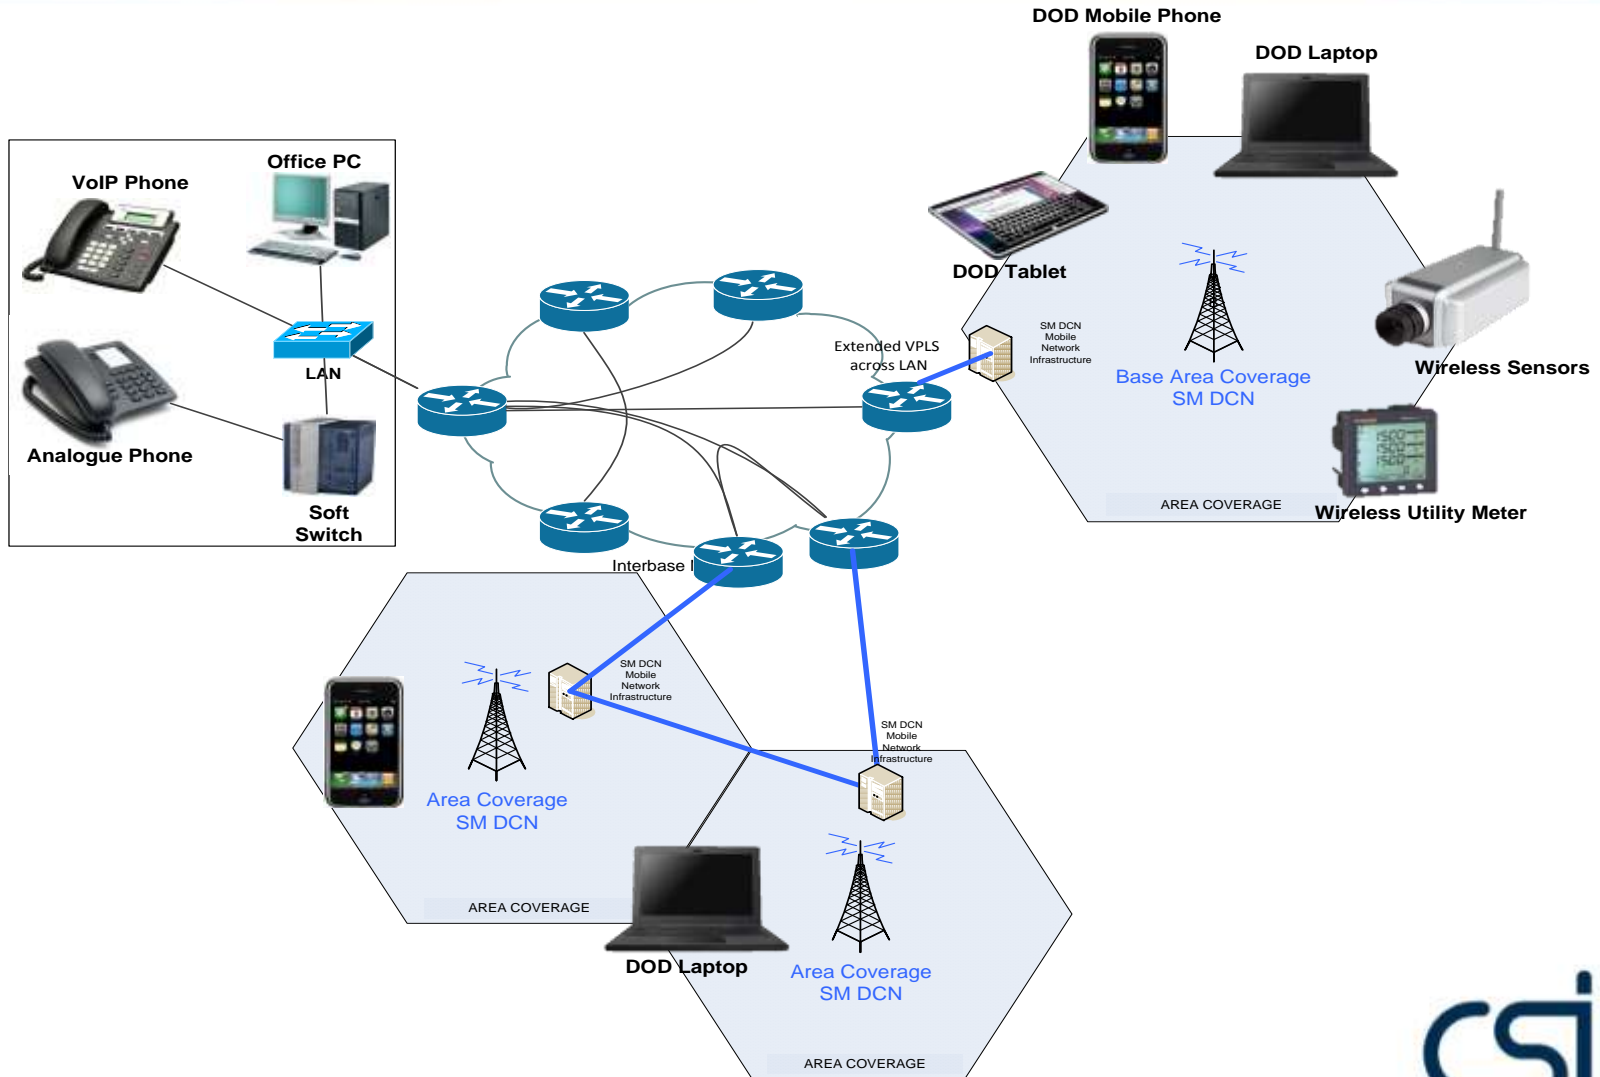 DOD Mobile Phone
DOD Laptop
Office PC
VoIP Phone
DOD Tablet
SM DCN
Mobile
Network
Infrastructure
Extended VPLS
across LAN
LAN
Base Area Coverage
SM DCN
Wireless Sensors
Analogue Phone
Soft
Switch
AREA COVERAGE
Wireless Utility Meter
Interbase
SM DCN
Mobile
Network
Infrastructure
SM DCN
Mobile
Network
Infrastructure
Area Coverage
SM DCN
AREA COVERAGE
DOD Laptop
Area Coverage
SM DCN
AREA COVERAGE
csi